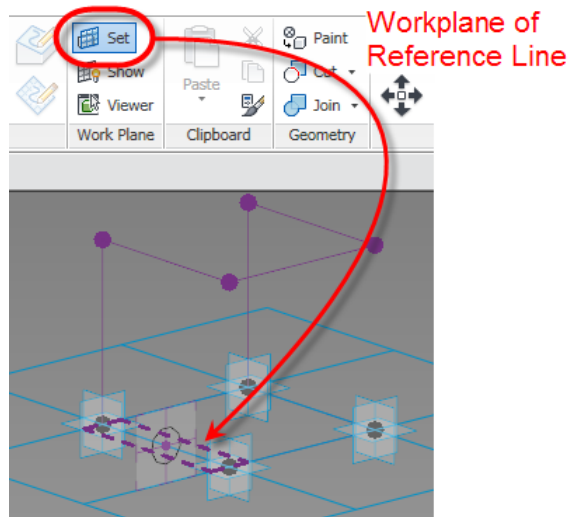 Workplane of
Reference Line
Set
Show
Viewer
Work Plane
Paste
Clipboard
Paint
Cut
Join
Geometry